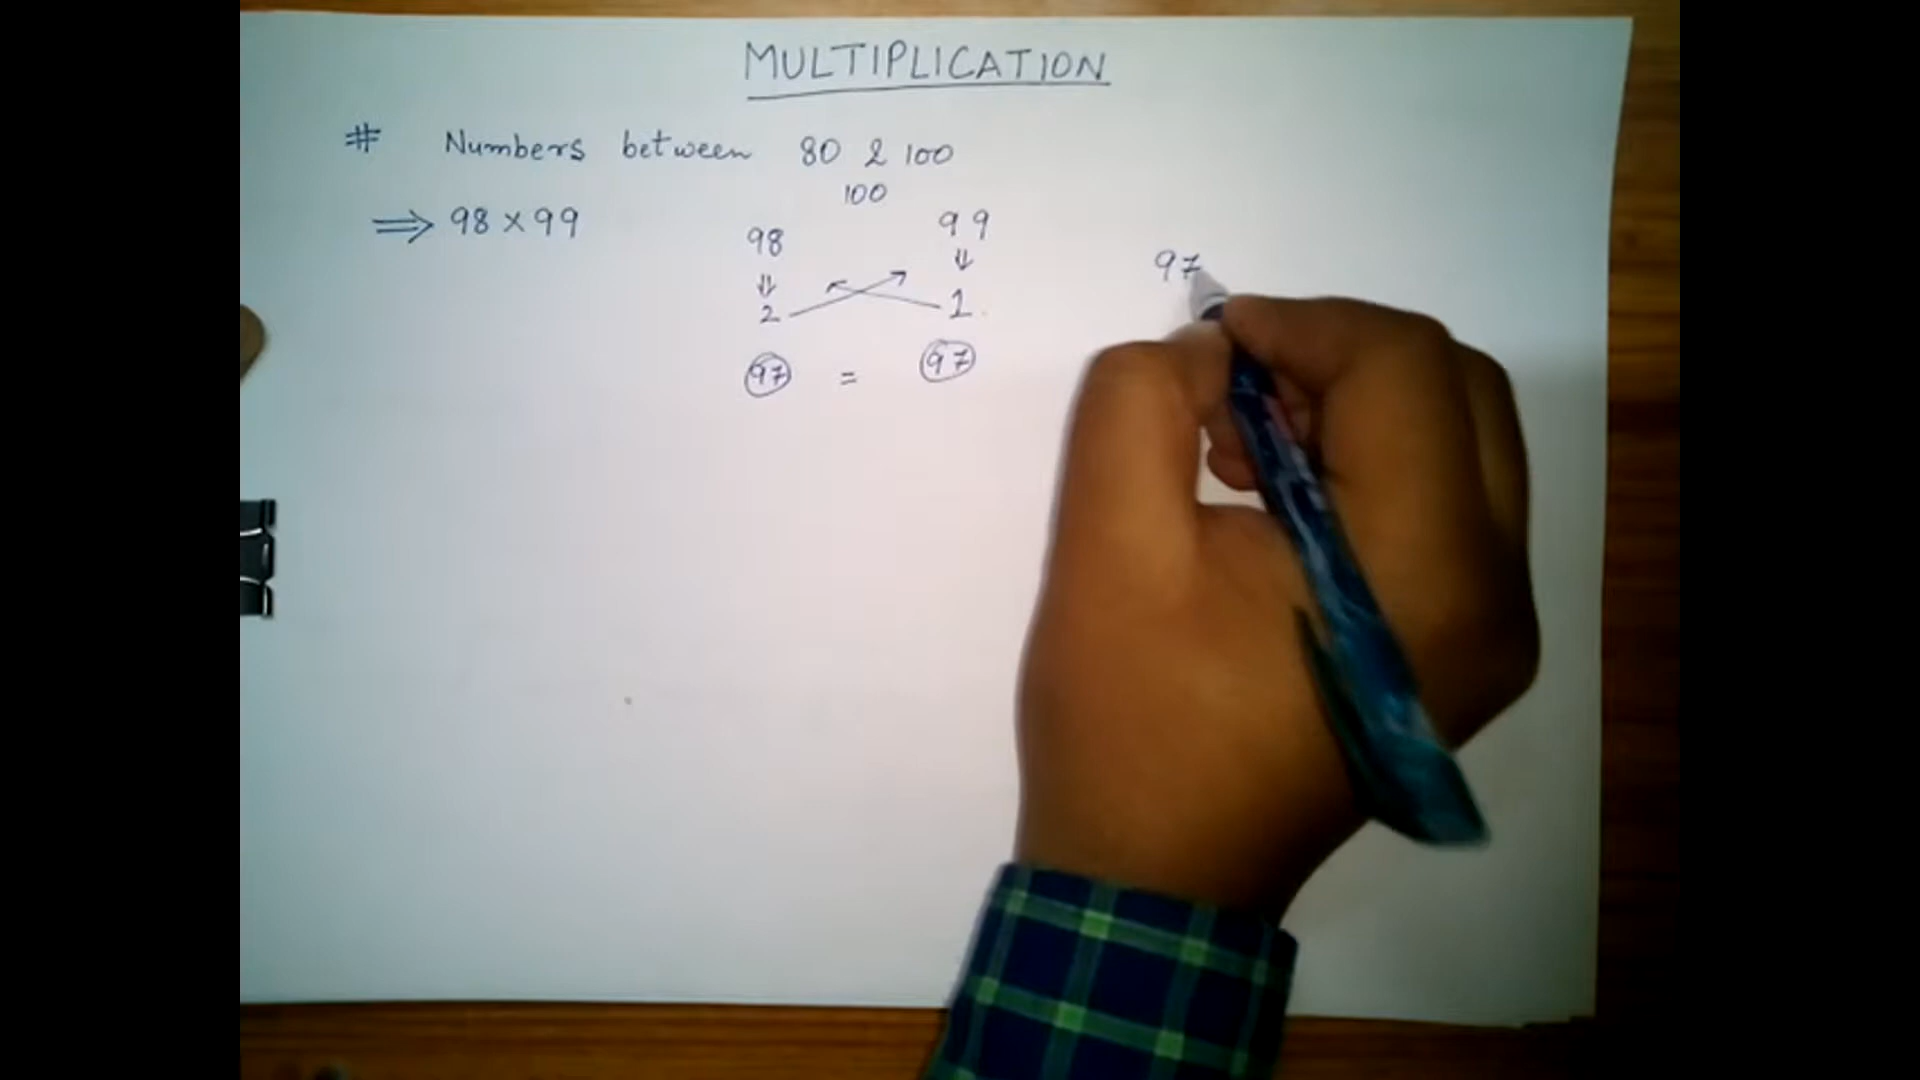 MULTIPLICATION
# Numbers between 80 & 100
100
⇒ 98 × 99
98 99
⇓ ⇓
2 1
97 = 97
97